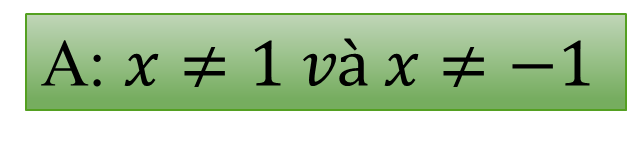 A: x ≠ 1 và x ≠ −1